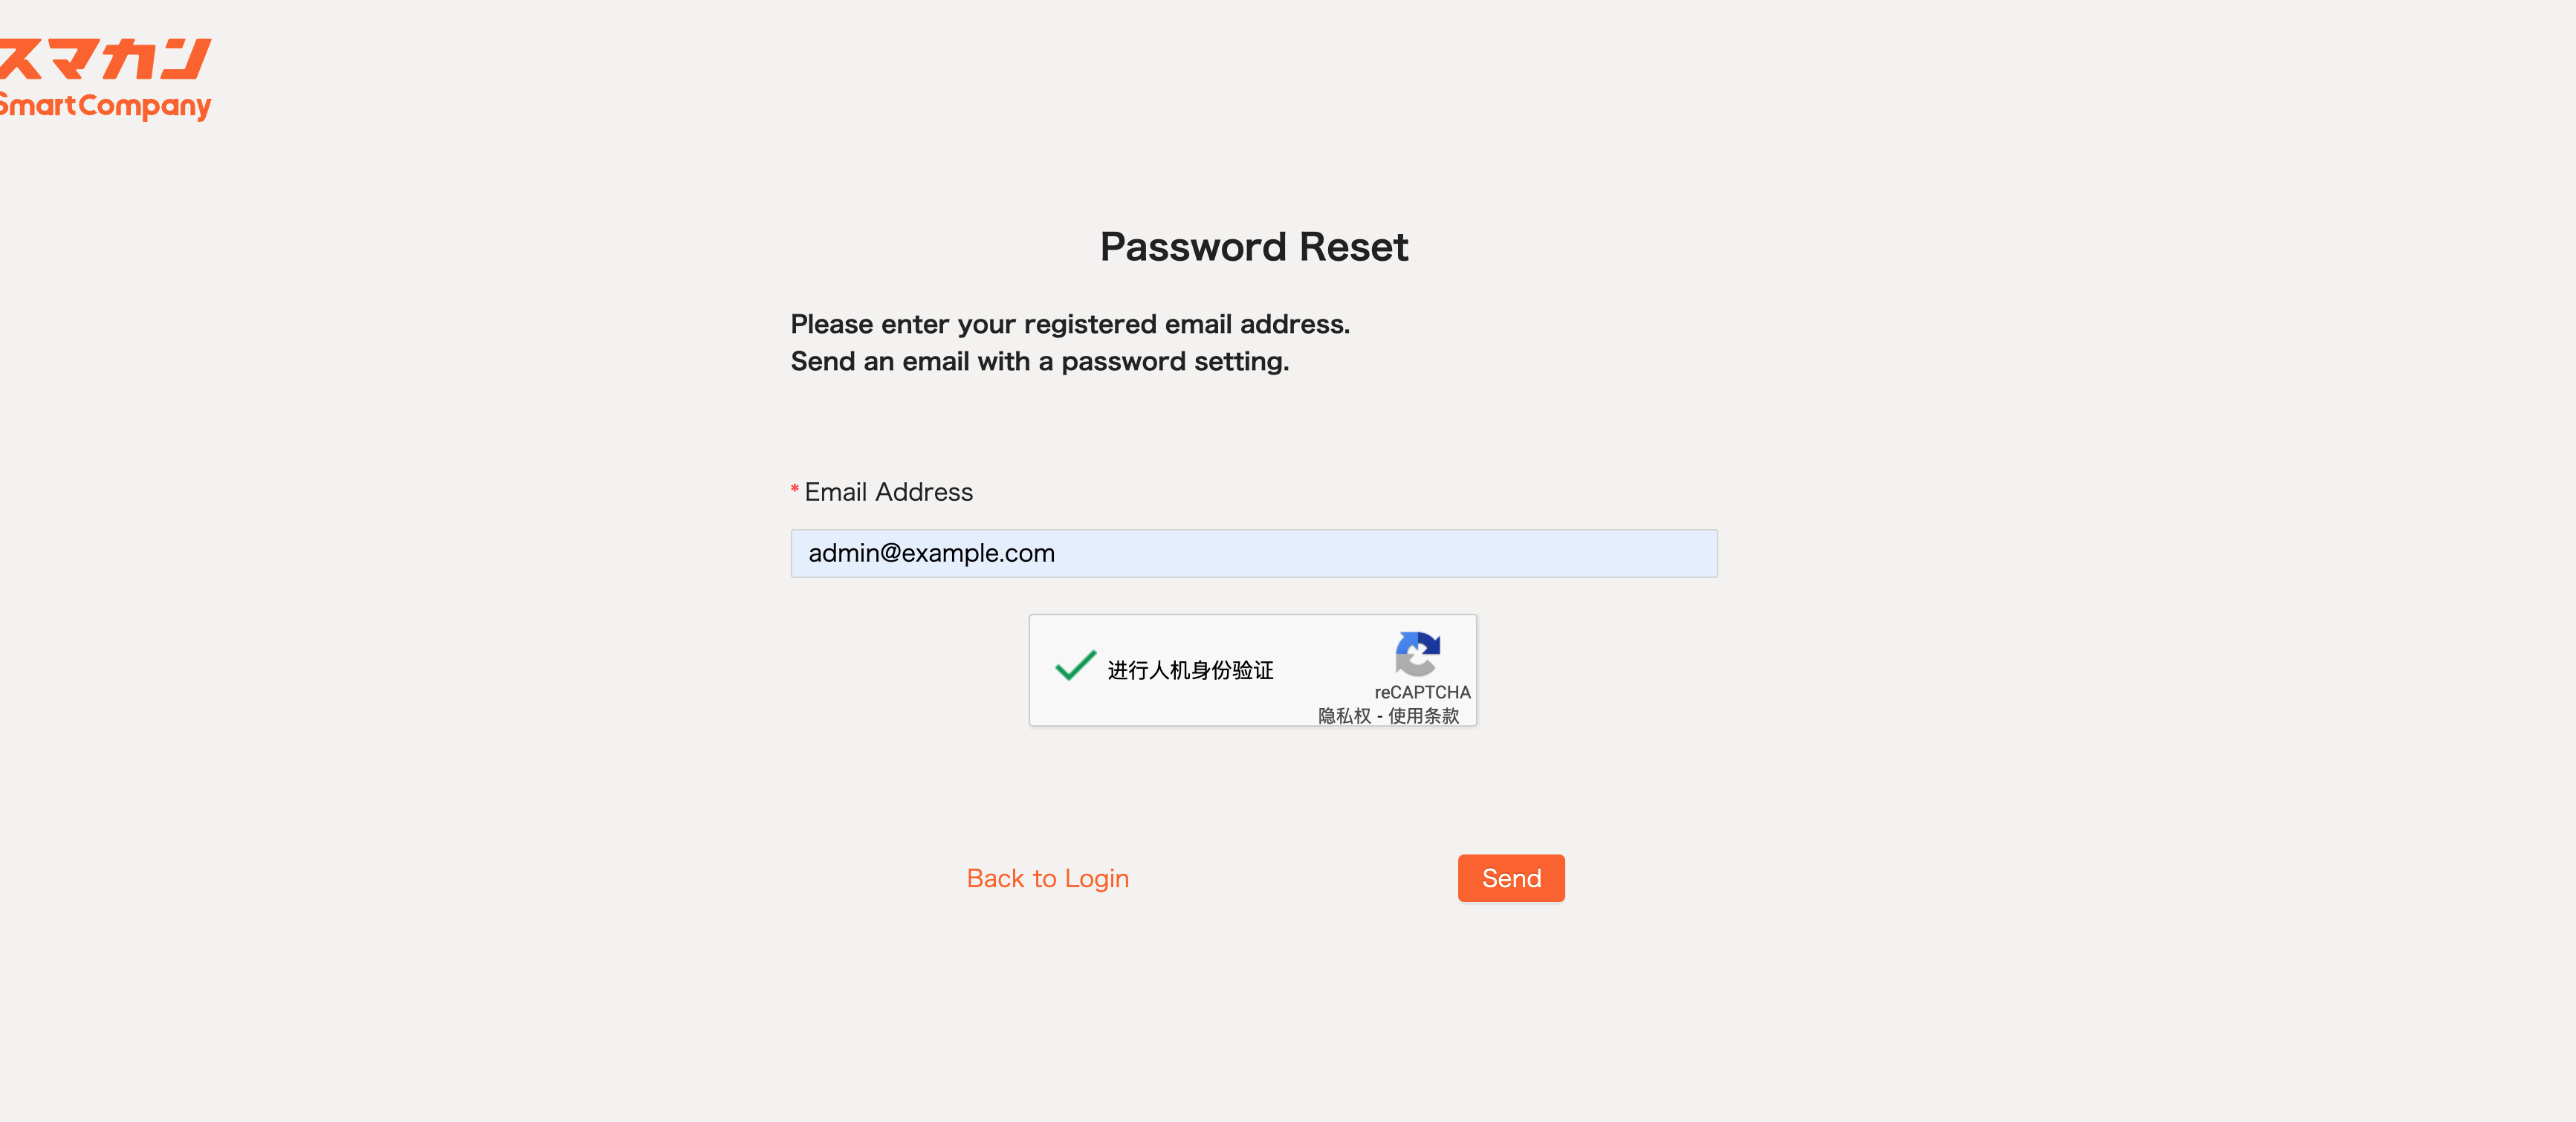 スマカン
SmartCompany
Password Reset
Please enter your registered email address.
Send an email with a password setting.
* Email Address
admin@example.com
进行人机身份验证
reCAPTCHA
隐私权 - 使用条款
Back to Login
Send